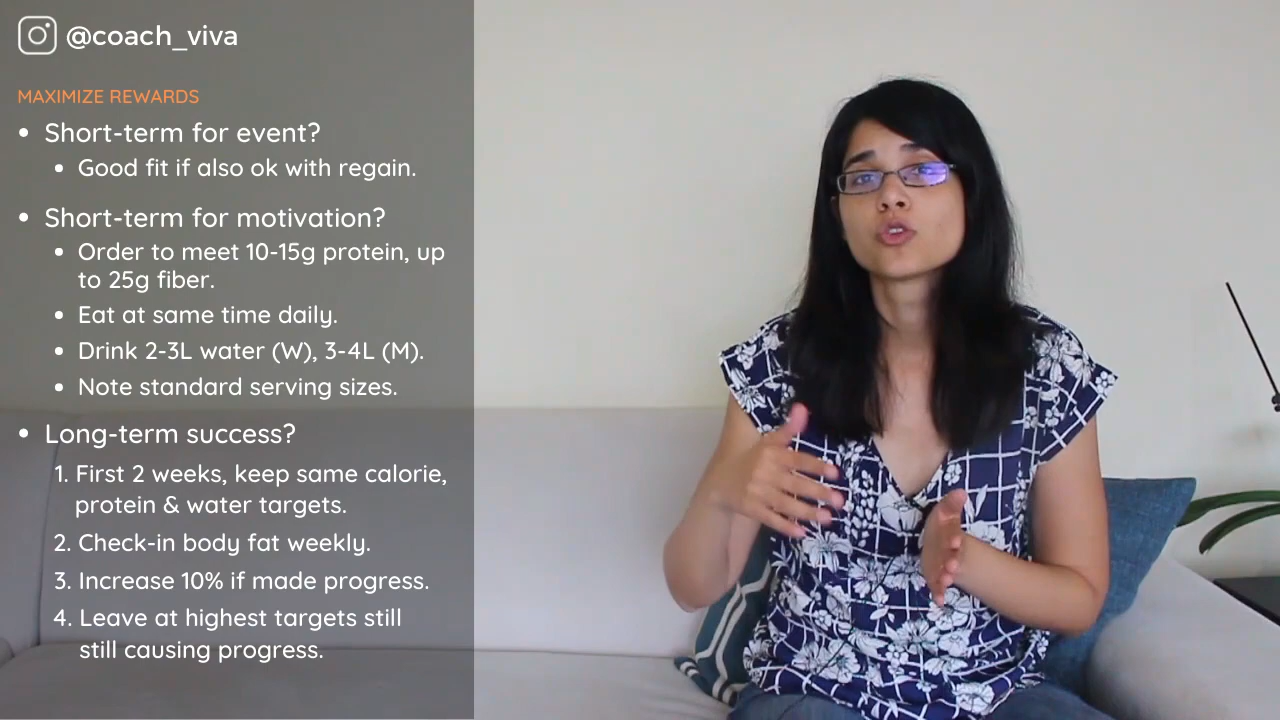 @coach_viva
MAXIMIZE REWARDS
• Short-term for event?
• Good fit if also ok with regain.
• Short-term for motivation?
• Order to meet 10-15g protein, up
to 25g fiber.
• Eat at same time daily.
• Drink 2-3L water (W), 3-4L (M).
• Note standard serving sizes.
• Long-term success?
1. First 2 weeks, keep same calorie,
protein & water targets.
2. Check-in body fat weekly.
3. Increase 10% if made progress.
4. Leave at highest targets still
still causing progress.